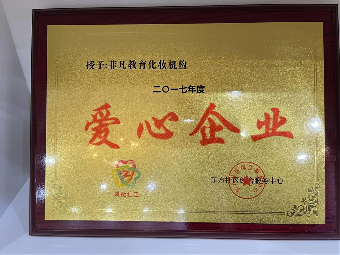 授予:非凡教育化妆机构
二〇一七年度
爱心企业